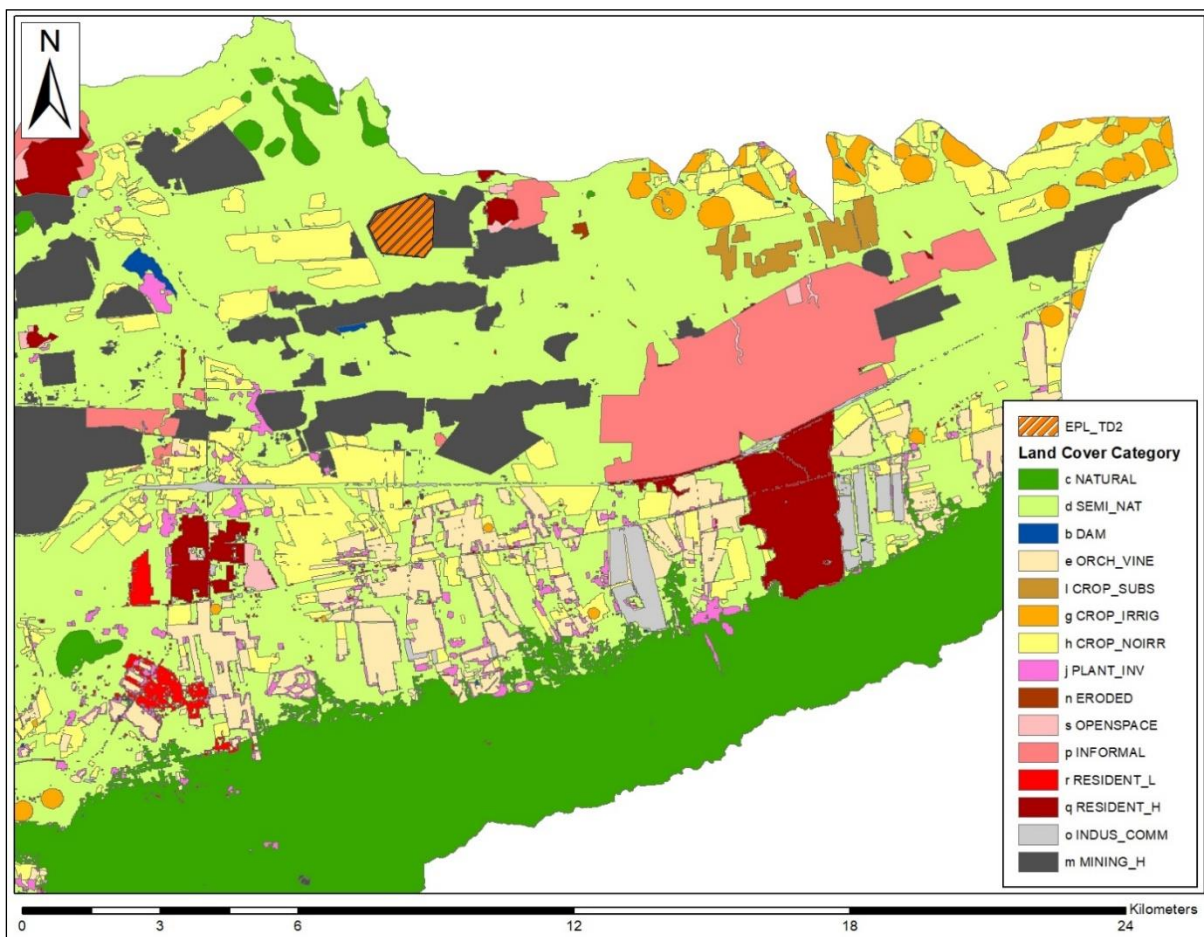 N
EPL_TD2
Land Cover Category
c NATURAL
d SEMI_NAT
b DAM
e ORCH_VINE
l CROP_SUBS
g CROP_IRRIG
h CROP_NOIRR
j PLANT_INV
n ERODED
s OPENSPACE
p INFORMAL
r RESIDENT_L
q RESIDENT_H
o INDUS_COMM
m MINING_H
Kilometers
0 3 6 12 18 24